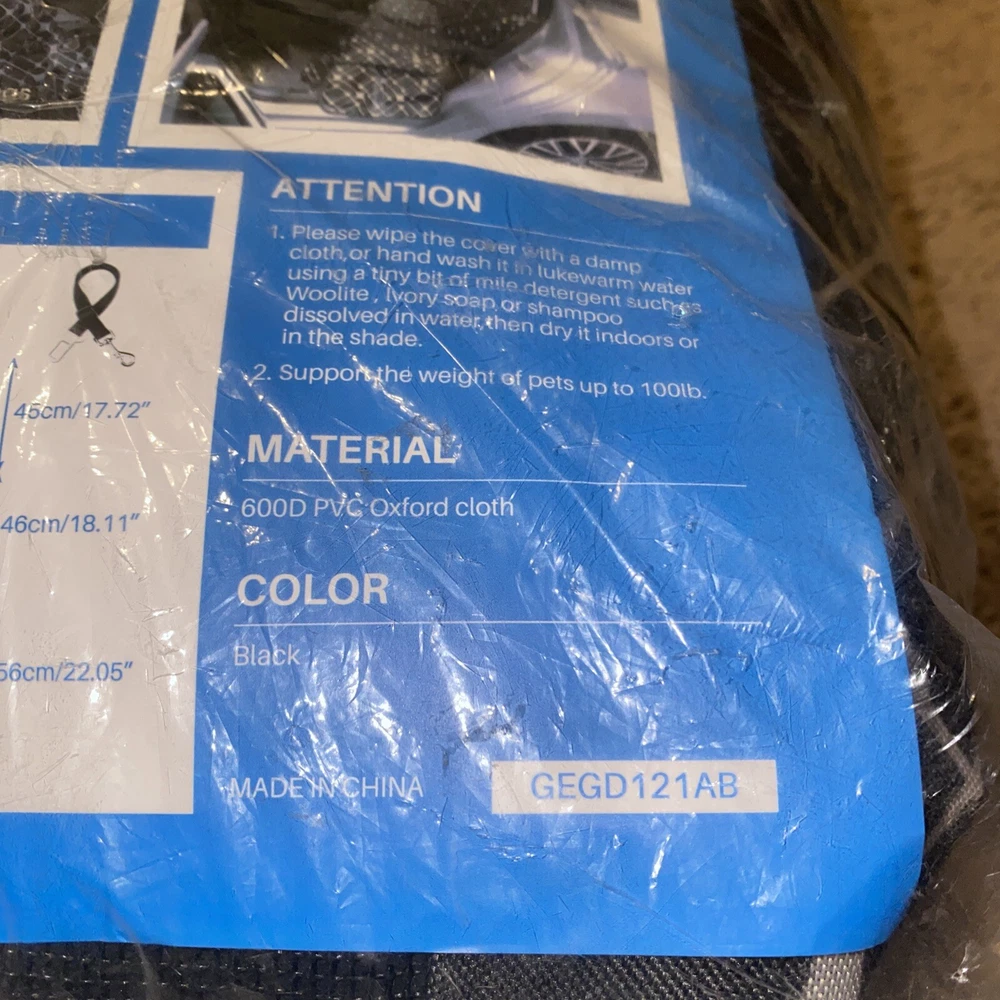 ATTENTION
1. Please wipe the cover with a damp
cloth,or hand wash it in lukewarm water
using a tiny bit of mile detergent such as
Woolite , Ivory soap,or shampoo
dissolved in water,then dry it indoors or
in the shade.
2. Support the weight of pets up to 100lb.
45cm/17.72”
46cm/18.11”
56cm/22.05”
MATERIAL
600D PVC Oxford cloth
COLOR
Black
MADE IN CHINA
GEGD121AB